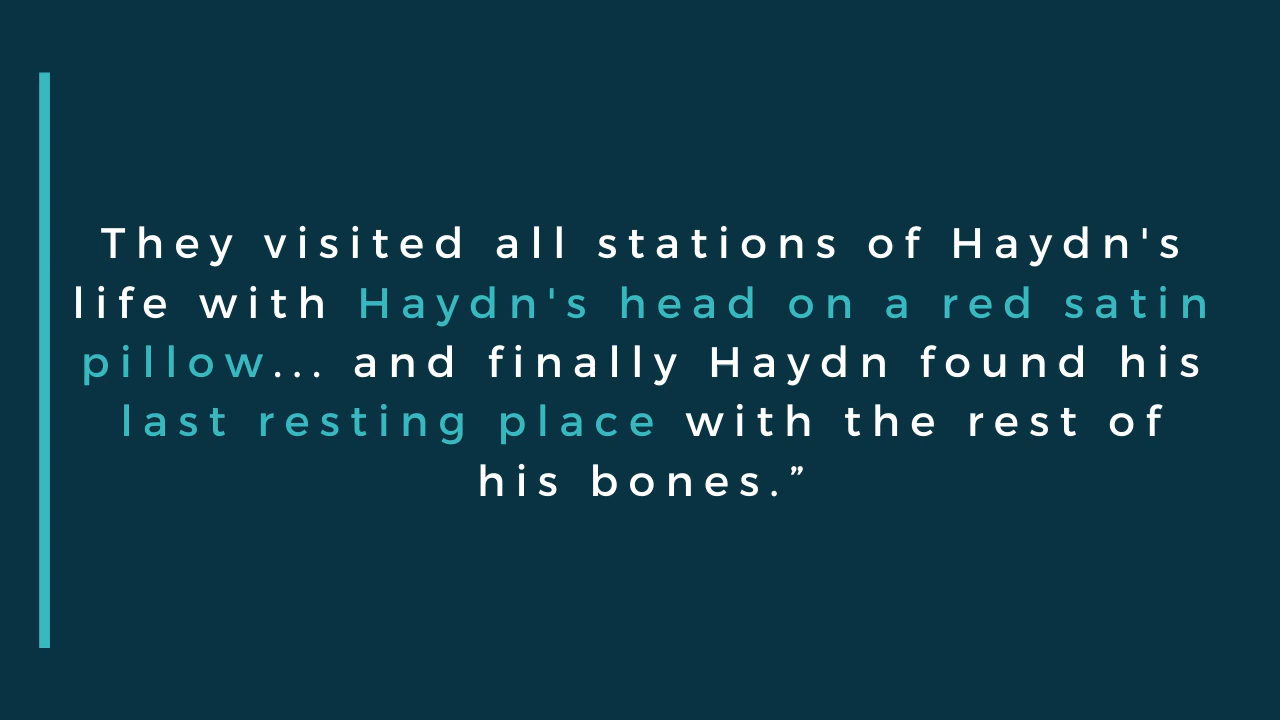 They visited all stations of Haydn's
life with Haydn's head on a red satin
pillow... and finally Haydn found his
last resting place with the rest of
his bones.”